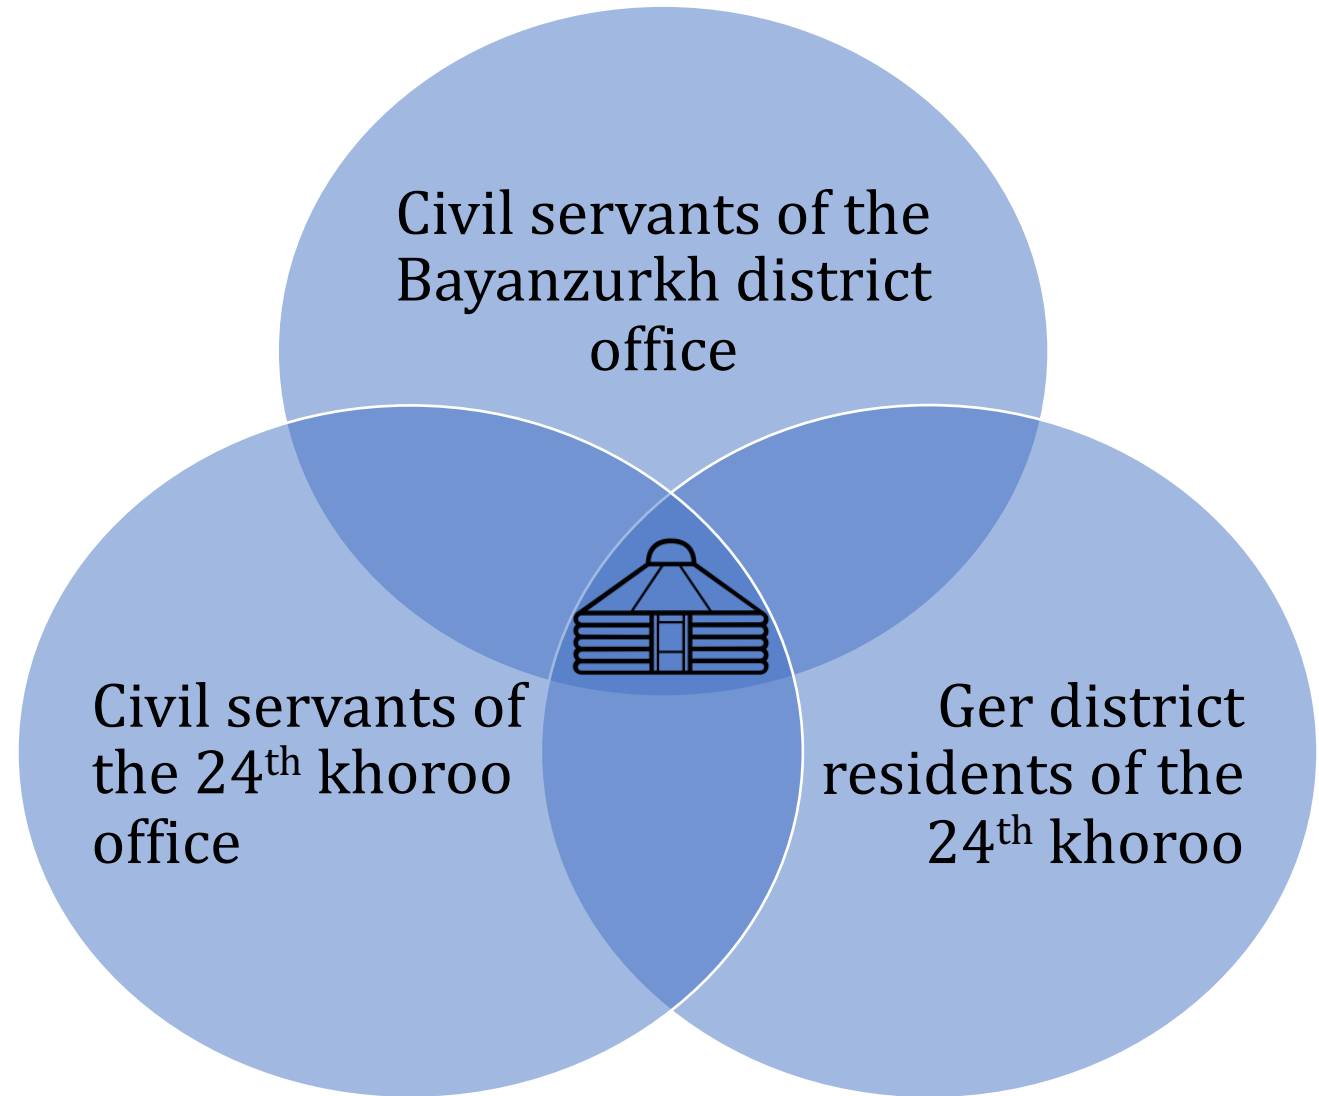 Civil servants of the
Bayanzurkh district
office
Civil servants of
the 24th khoroo
office
Ger district
residents of the
24th khoroo